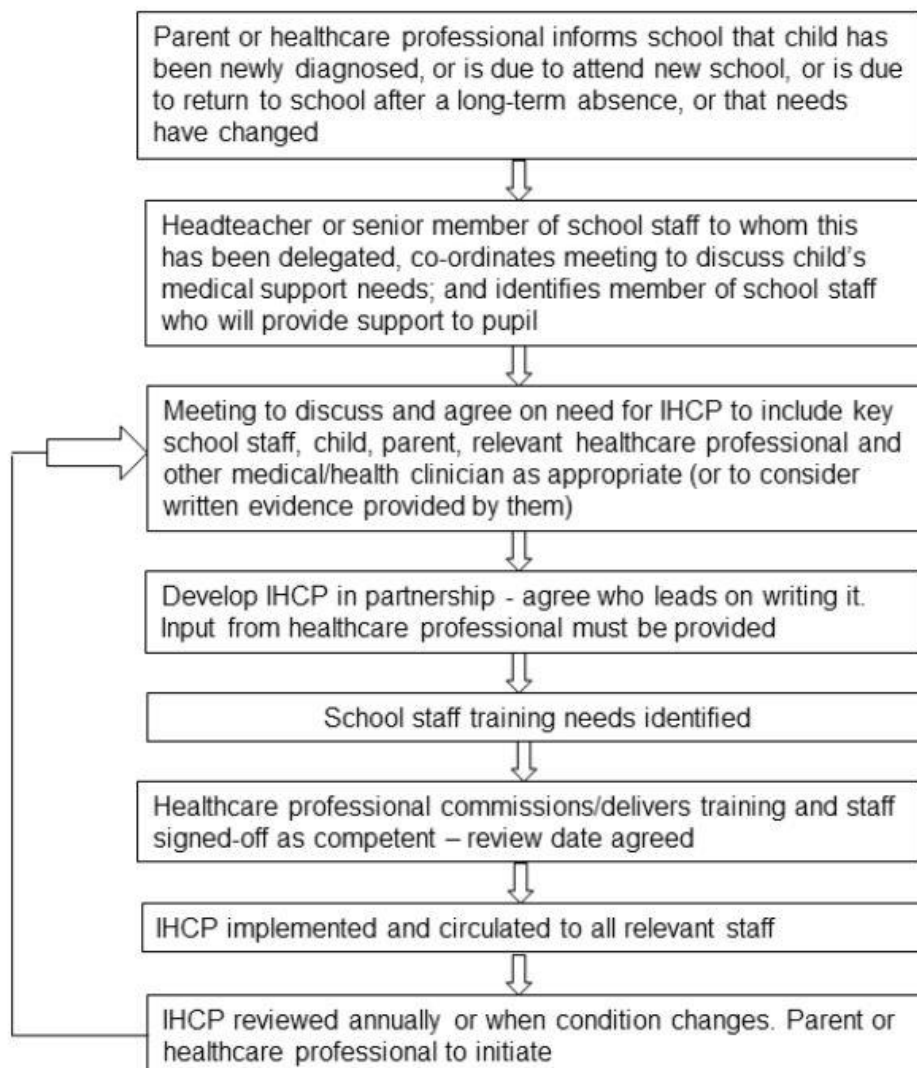 Parent or healthcare professional informs school that child has
been newly diagnosed, or is due to attend new school, or is due
to return to school after a long-term absence, or that needs
have changed
Headteacher or senior member of school staff to whom this
has been delegated, co-ordinates meeting to discuss child's
medical support needs; and identifies member of school staff
who will provide support to pupil
Meeting to discuss and agree on need for IHCP to include key
school staff, child, parent, relevant healthcare professional and
other medical/health clinician as appropriate (or to consider
written evidence provided by them)
Develop IHCP in partnership - agree who leads on writing it.
Input from healthcare professional must be provided
School staff training needs identified
Healthcare professional commissions/delivers training and staff
signed-off as competent – review date agreed
IHCP implemented and circulated to all relevant staff
IHCP reviewed annually or when condition changes. Parent or
healthcare professional to initiate